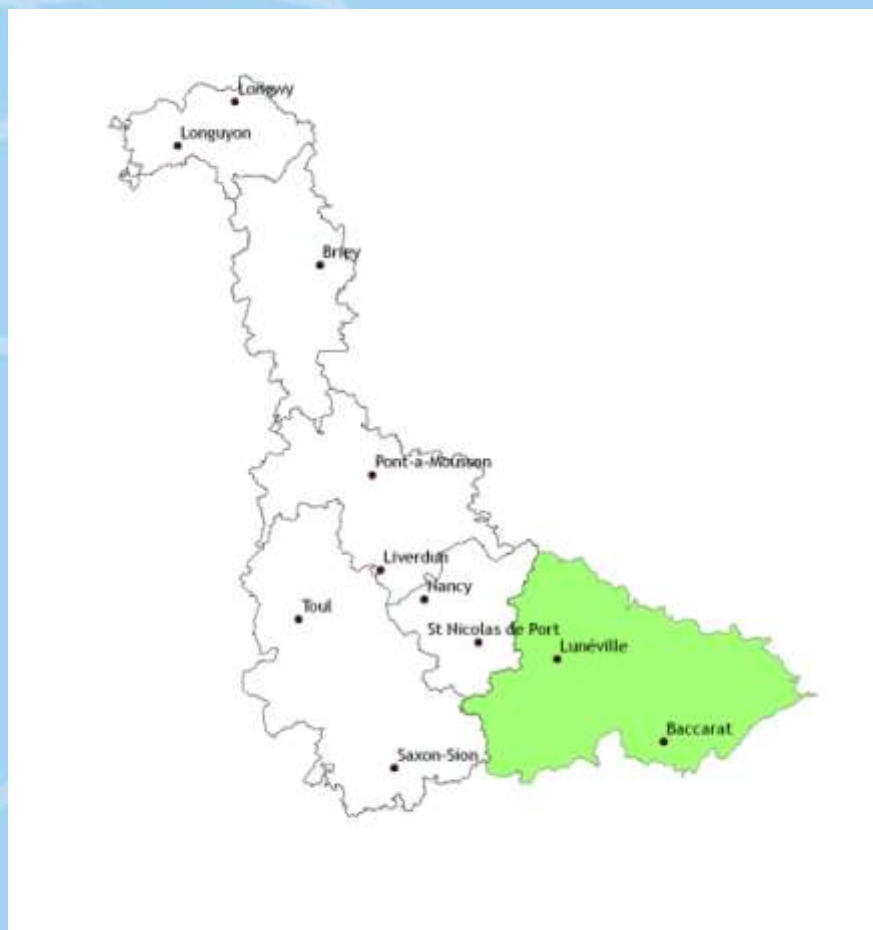 Longwy
Longuyon
Briey
Pont-a-Mousson
Liverdun
Nancy
Toul
St Nicolas de Port
Lunéville
Baccarat
Saxon-Sion